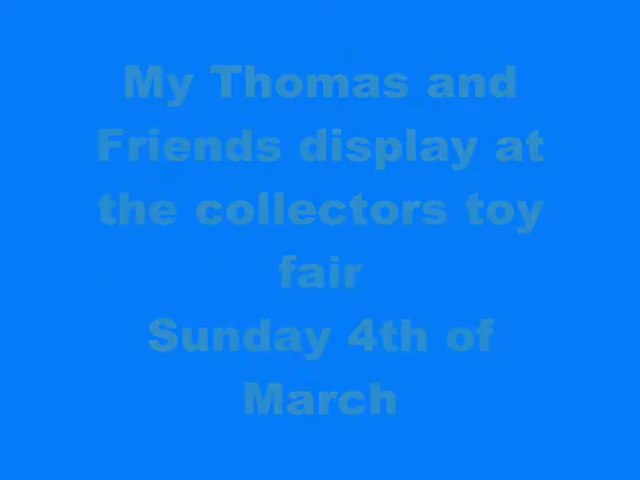 My Thomas and
Friends display at
the collectors toy
fair
Sunday 4th of
March